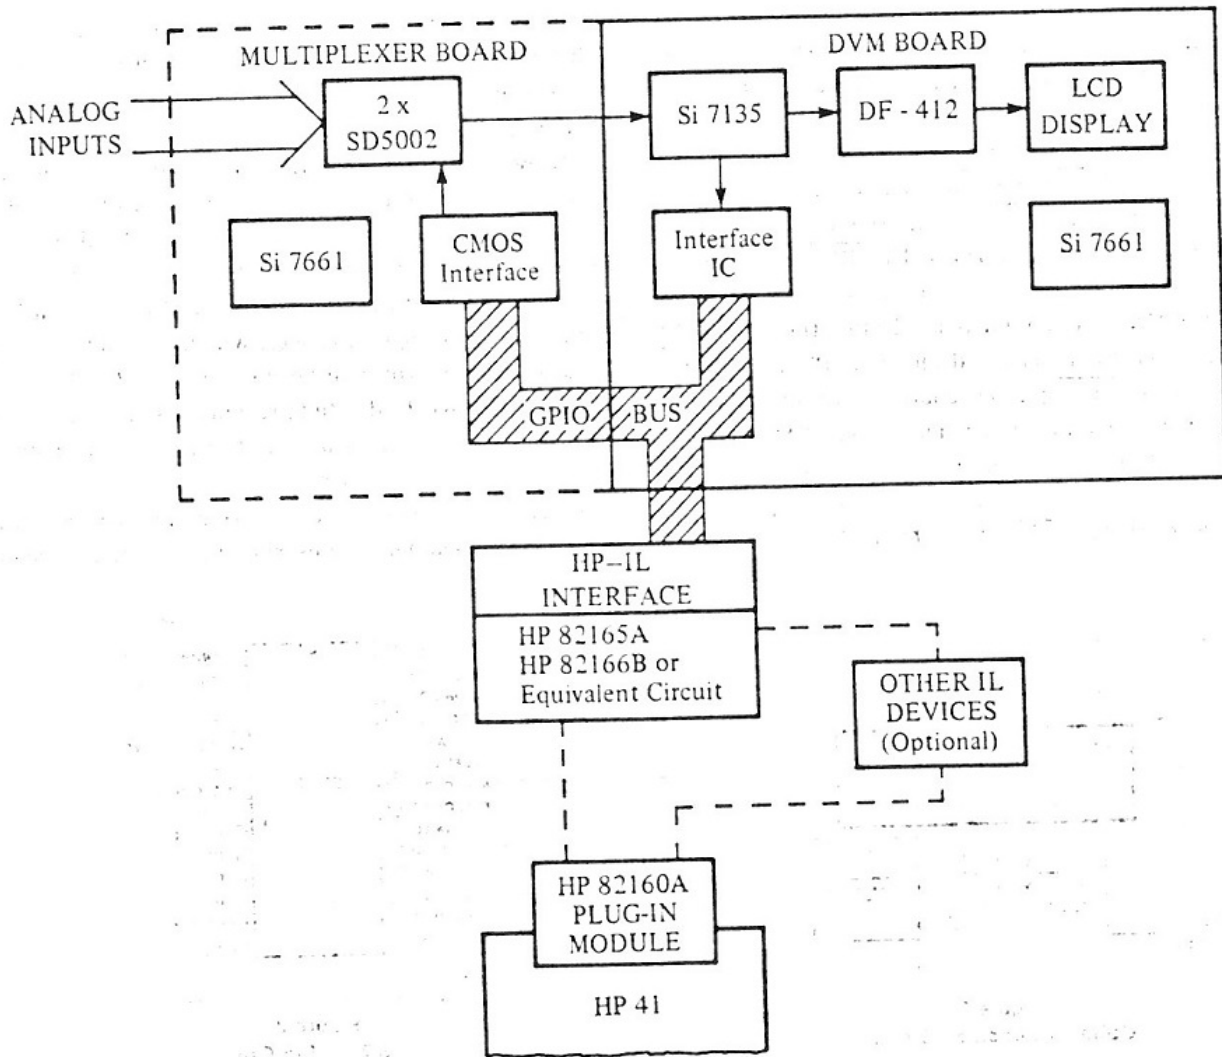 MULTIPLEXER BOARD
DVM BOARD
ANALOG
INPUTS
2 x
SD5002
Si 7135
DF - 412
LCD
DISPLAY
Si 7661
CMOS
Interface
Interface
IC
Si 7661
GPIO BUS
HP-IL
INTERFACE
HP 82165A
HP 82166B or
Equivalent Circuit
OTHER IL
DEVICES
(Optional)
HP 82160A
PLUG-IN
MODULE
HP 41